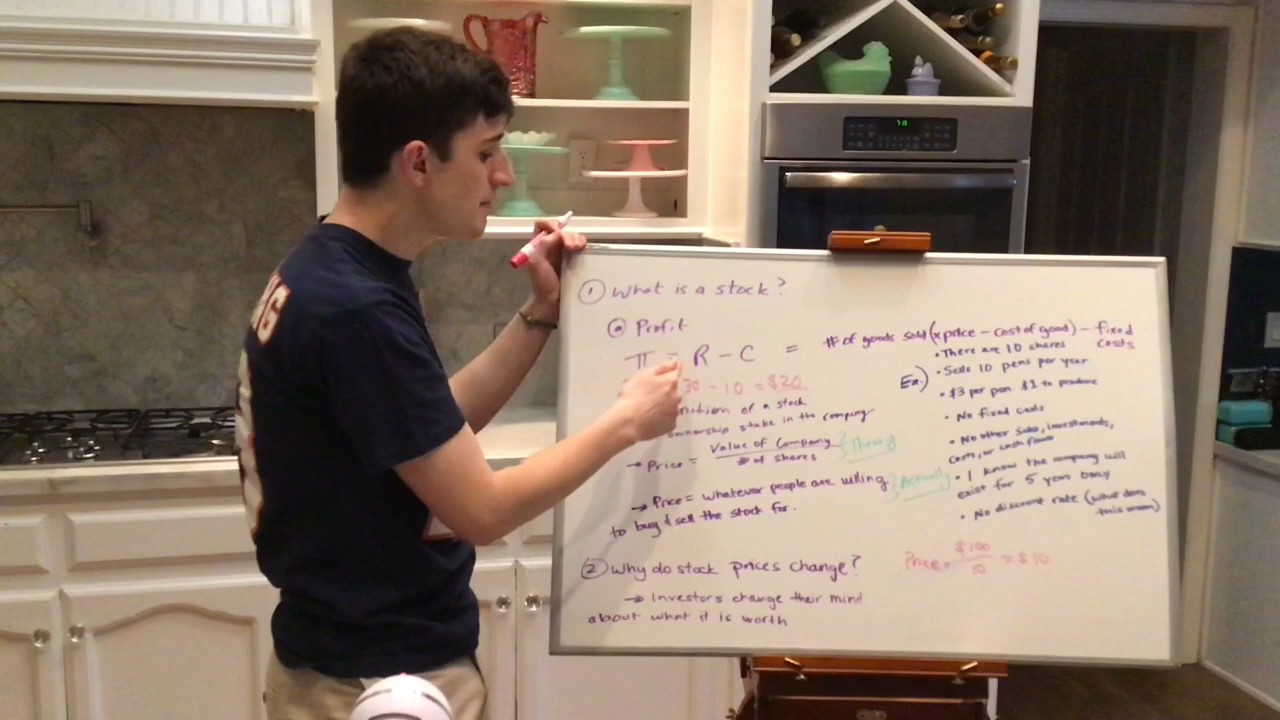 ① What is a stock?
ⓐ Profit
π = R - C = # of goods sold (x price - cost of good) - fixed costs
30 - 10 = $20
nition of a stock
ownership stake in the company
→ Price = Value of Company / # of shares } Theory
→ Price = whatever people are willing } Actually
to buy & sell the stock for.
② Why do stock prices change?
→ Investors change their mind
about what it is worth
Ex.)
• There are 10 shares
• Sells 10 pens per year
• $3 per pen $1 to produce
• No fixed costs
• No other sales, investments,
costs, or cash flows
• I know the company will
exist for 5 years only
• No discount rate (what does
this mean)
Price = $100 / 10 = $10
NG